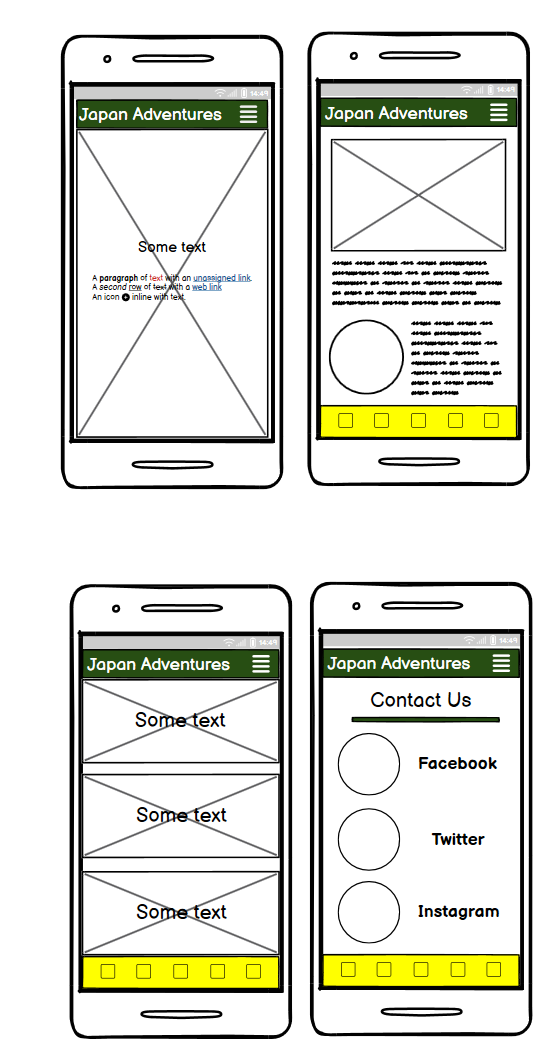 14:49
Japan Adventures
Some text
A paragraph of text with an unassigned link.
A second row of text with a web link
An icon inline with text.
14:49
Japan Adventures
14:49
Japan Adventures
Some text
Some text
Some text
14:49
Japan Adventures
Contact Us
Facebook
Twitter
Instagram